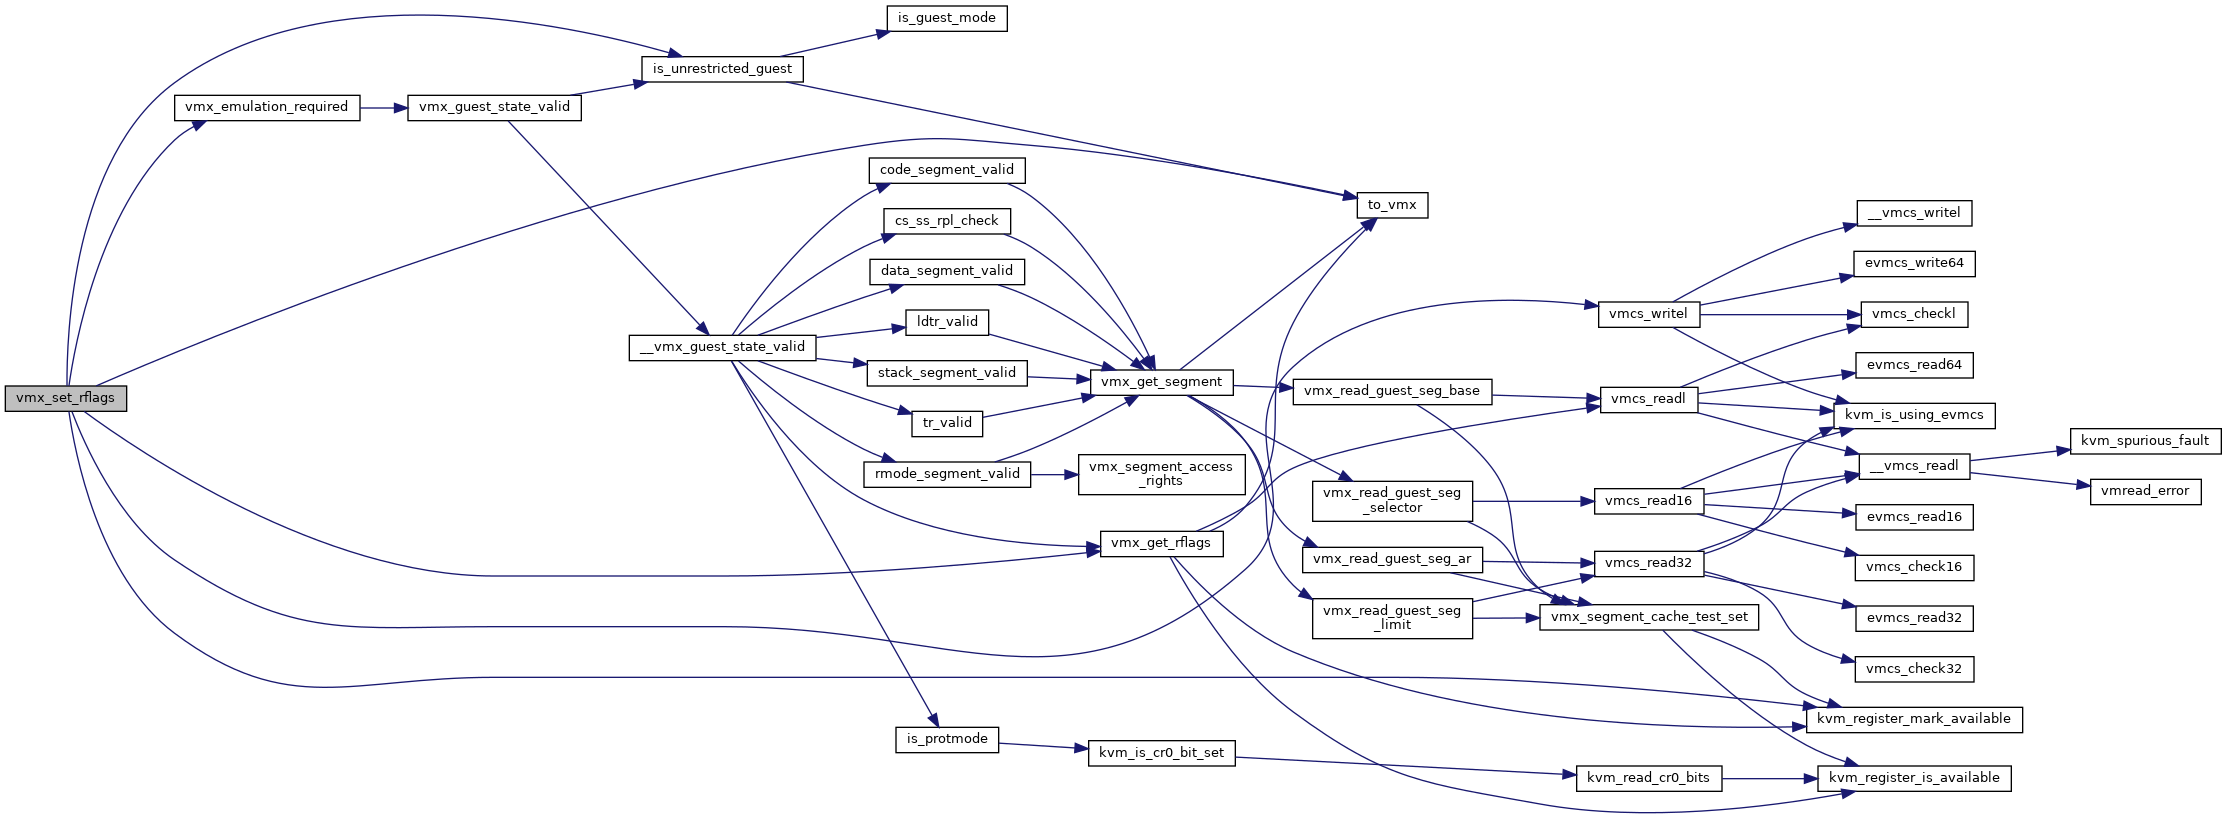 vmx_set_rflags
vmx_emulation_required
vmx_guest_state_valid
is_unrestricted_guest
is_guest_mode
__vmx_guest_state_valid
code_segment_valid
cs_ss_rpl_check
data_segment_valid
ldtr_valid
stack_segment_valid
tr_valid
rmode_segment_valid
is_protmode
vmx_get_segment
vmx_segment_access
_rights
vmx_get_rflags
kvm_is_cr0_bit_set
to_vmx
vmx_read_guest_seg_base
vmx_read_guest_seg
_selector
vmx_read_guest_seg_ar
vmx_read_guest_seg
_limit
vmcs_writel
vmcs_readl
vmcs_read16
vmcs_read32
vmx_segment_cache_test_set
kvm_read_cr0_bits
__vmcs_writel
evmcs_write64
vmcs_checkl
evmcs_read64
kvm_is_using_evmcs
__vmcs_readl
evmcs_read16
vmcs_check16
evmcs_read32
vmcs_check32
kvm_register_mark_available
kvm_register_is_available
kvm_spurious_fault
vmread_error